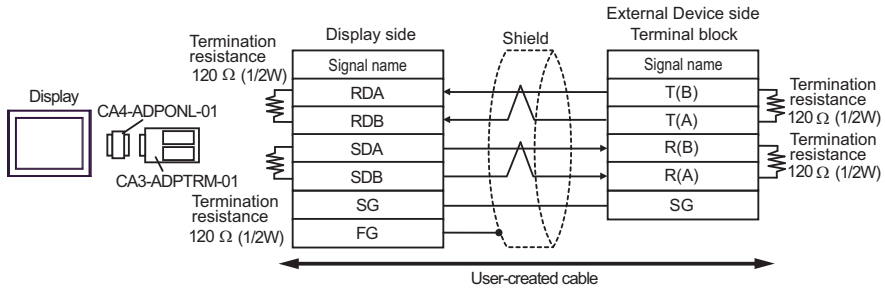 Display
CA4-ADPONL-01
CA3-ADPTRM-01
Termination
resistance
120 Ω (1/2W)
Termination
resistance
120 Ω (1/2W)
Display side
Signal name
RDA
RDB
SDA
SDB
SG
FG
Shield
External Device side
Terminal block
Signal name
T(B)
T(A)
R(B)
R(A)
SG
Termination
resistance
120 Ω (1/2W)
Termination
resistance
120 Ω (1/2W)
User-created cable